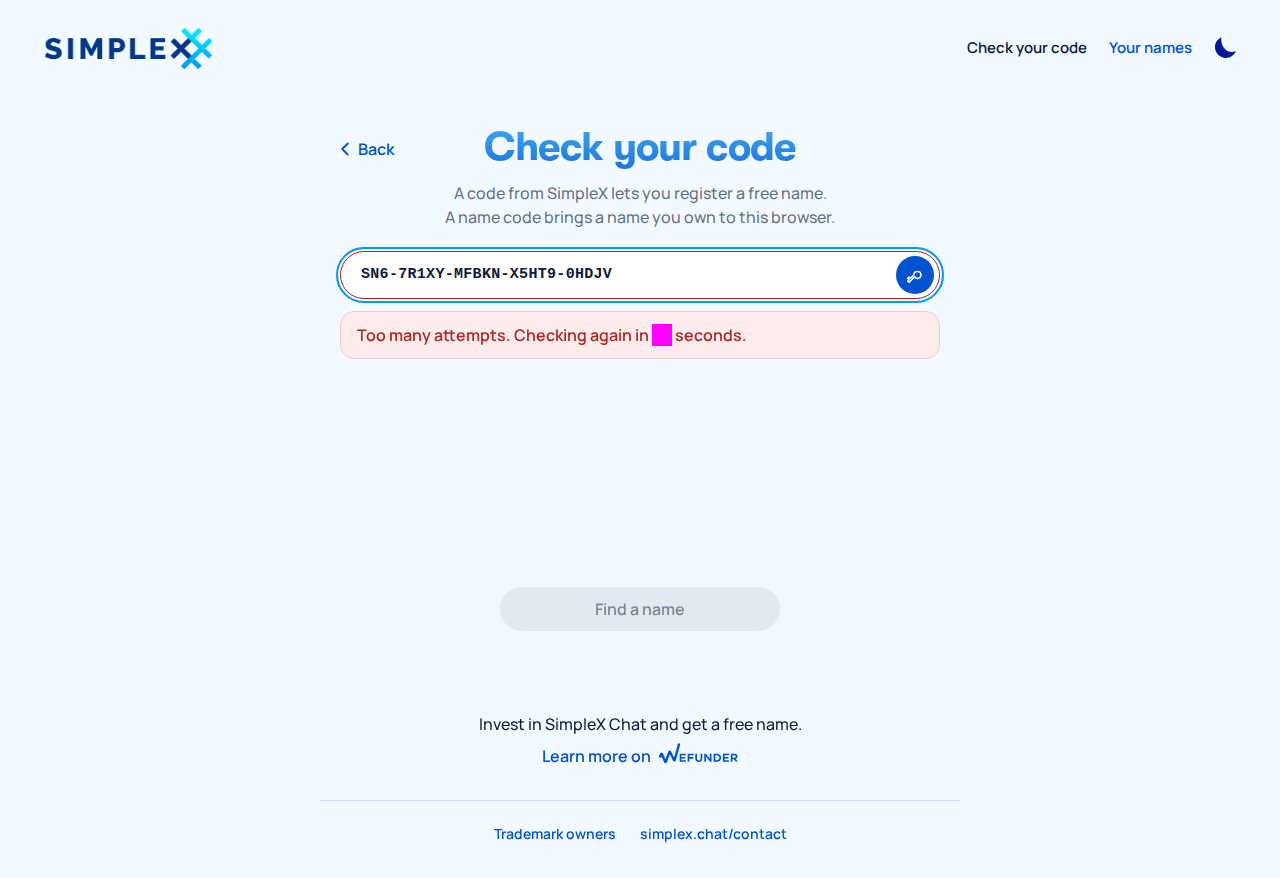 SIMPLEX
Check your code
Your names
Back
Check your code
A code from SimpleX lets you register a free name.
A name code brings a name you own to this browser.
SN6-7R1XY-MFBKN-X5HT9-0HDJV
Too many attempts. Checking again in seconds.
Find a name
Invest in SimpleX Chat and get a free name.
Learn more on WEFUNDER
Trademark owners
simplex.chat/contact